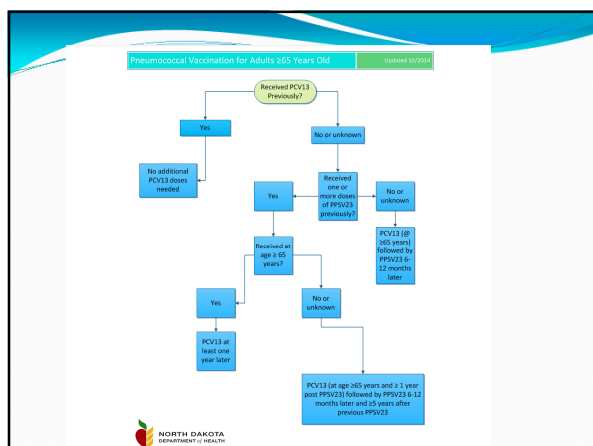 Pneumococcal Vaccination for Adults ≥65 Years Old
Updated 10/2014
Received PCV13
Previously?
Yes
No or unknown
No additional
PCV13 doses
needed
Received
one or
more doses
of PPSV23
previously?
Yes
No or
unknown
PCV13 (@
≥65 years)
followed by
PPSV23 6-
12 months
later
Received at
age ≥ 65
years?
Yes
No or
unknown
PCV13 at
least one
year later
PCV13 (at age ≥65 years and ≥ 1 year
post PPSV23) followed by PPSV23 6-12
months later and ≥5 years after
previous PPSV23
NORTH DAKOTA
DEPARTMENT of HEALTH